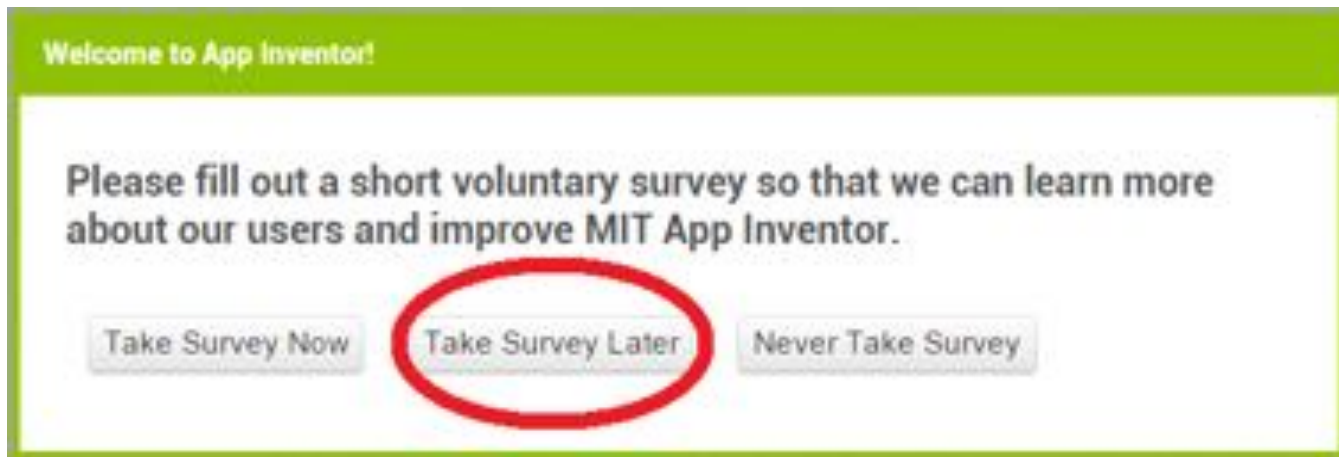 Welcome to App Inventor!
Please fill out a short voluntary survey so that we can learn more
about our users and improve MIT App Inventor.
Take Survey Now Take Survey Later Never Take Survey